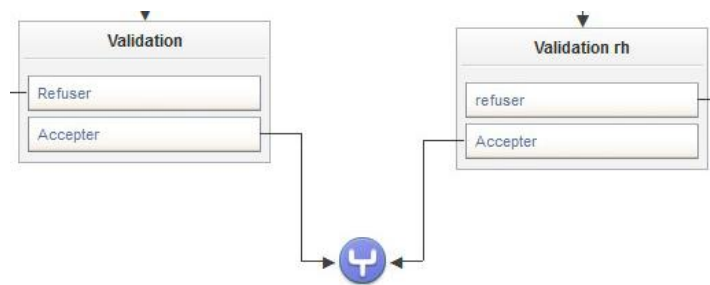 Validation
Refuser
Accepter
Validation rh
refuser
Accepter